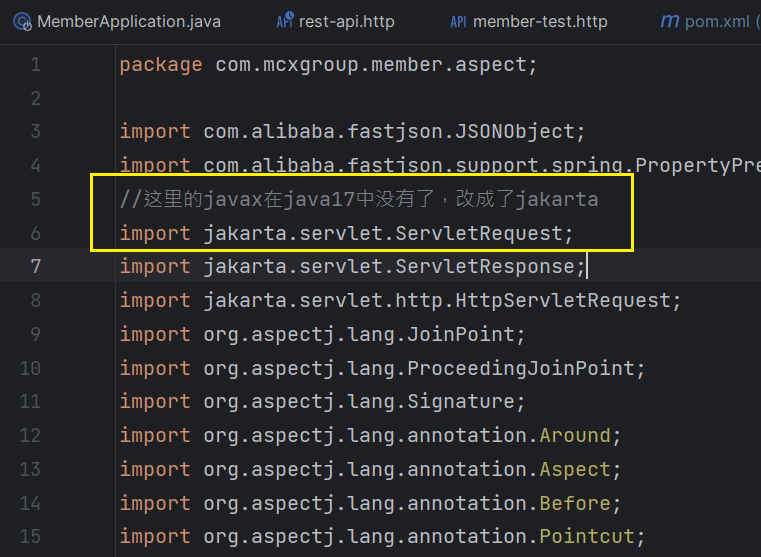 MemberApplication.java rest-api.http member-test.http pom.xml (
1 package com.mcxgroup.member.aspect;
2
3 import com.alibaba.fastjson.JSONObject;
4 import com.alibaba.fastjson.support.spring.PropertyPre
5 //这里的javax在java17中没有了，改成了jakarta
6 import jakarta.servlet.ServletRequest;
7 import jakarta.servlet.ServletResponse;
8 import jakarta.servlet.http.HttpServletRequest;
9 import org.aspectj.lang.JoinPoint;
10 import org.aspectj.lang.ProceedingJoinPoint;
11 import org.aspectj.lang.Signature;
12 import org.aspectj.lang.annotation.Around;
13 import org.aspectj.lang.annotation.Aspect;
14 import org.aspectj.lang.annotation.Before;
15 import org.aspectj.lang.annotation.Pointcut;